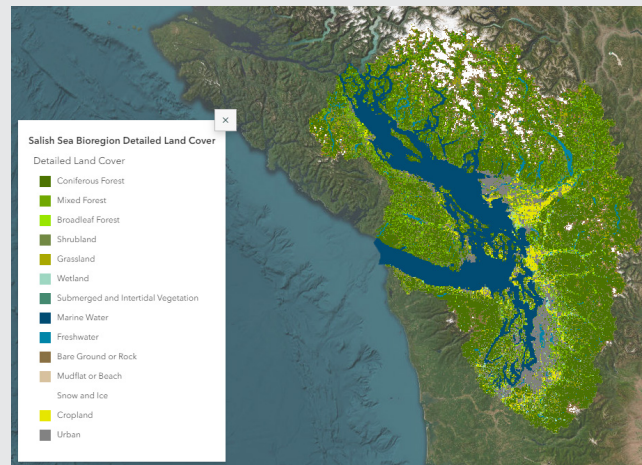 ×
Salish Sea Bioregion Detailed Land Cover
Detailed Land Cover
Coniferous Forest
Mixed Forest
Broadleaf Forest
Shrubland
Grassland
Wetland
Submerged and Intertidal Vegetation
Marine Water
Freshwater
Bare Ground or Rock
Mudflat or Beach
Snow and Ice
Cropland
Urban